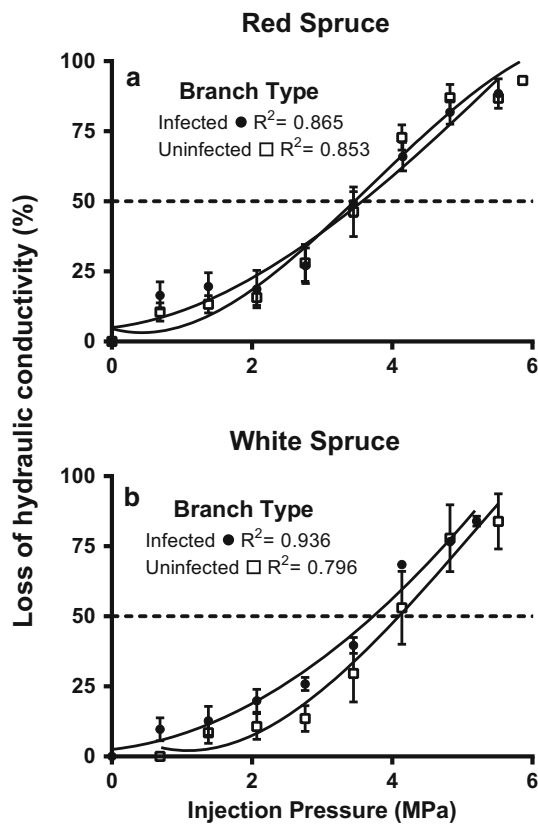 Red Spruce
a
Branch Type
Infected ● R²= 0.865
Uninfected □ R²= 0.853
100
75
50
25
0
0 2 4 6
White Spruce
b
Branch Type
Infected ● R²= 0.936
Uninfected □ R²= 0.796
100
75
50
25
0
0 2 4 6
Injection Pressure (MPa)
Loss of hydraulic conductivity (%)